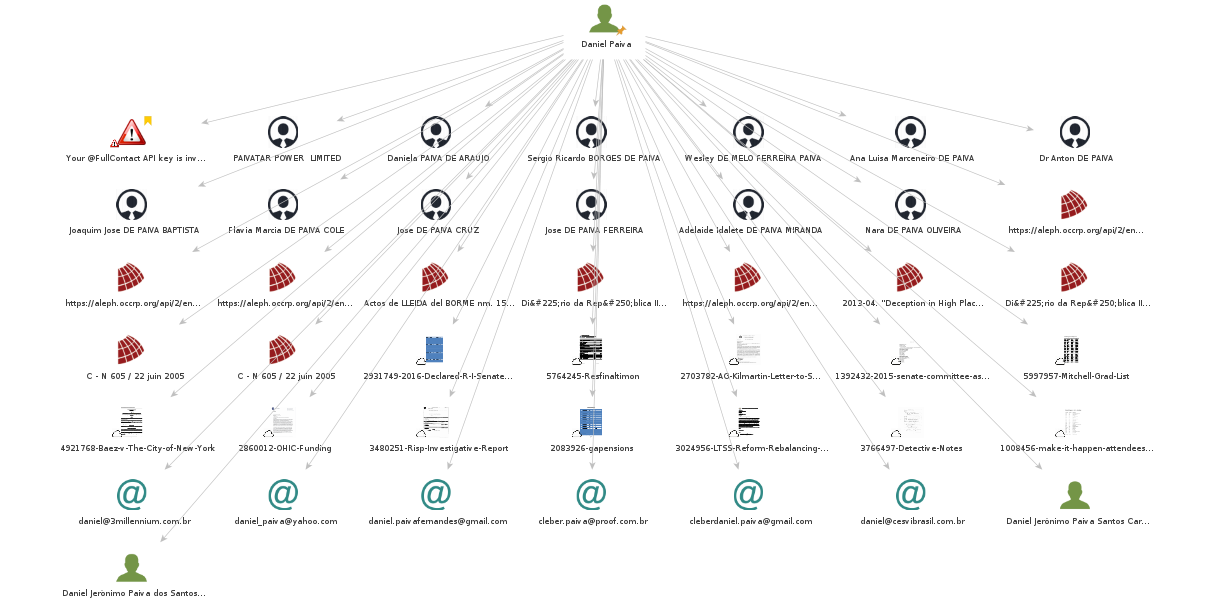 Daniel Paiva
Your @FullContact API key is inv...
PAIVATAR POWER LIMITED
Daniela PAIVA DE ARAUJO
Sergio Ricardo BORGES DE PAIVA
Wesley DE MELO FERREIRA PAIVA
Ana Luisa Marceneiro DE PAIVA
Dr Anton DE PAIVA
Joaquim Jose DE PAIVA BAPTISTA
Flavia Marcia DE PAIVA COLE
Jose DE PAIVA CRUZ
Jose DE PAIVA FERREIRA
Adelaide Idalete DE PAIVA MIRANDA
Nara DE PAIVA OLIVEIRA
https://aleph.occrp.org/api/2/en...
https://aleph.occrp.org/api/2/en...
https://aleph.occrp.org/api/2/en...
Actos de LLEIDA del BORME nm. 15...
Di&#225;rio da Rep&#250;blica II...
https://aleph.occrp.org/api/2/en...
2013-04. "Deception in High Plac...
Di&#225;rio da Rep&#250;blica II...
C - N 605 / 22 juin 2005
C - N 605 / 22 juin 2005
2931749-2016-Declared-R-I-Senate...
5764245-Resfinaltimon
2703782-AG-Kilmartin-Letter-to-S...
1392432-2015-senate-committee-as...
5997957-Mitchell-Grad-List
4921768-Baez-v-The-City-of-New-York
2860012-OHIC-Funding
3480251-Risp-Investigative-Report
2083926-gapensions
3024956-LTSS-Reform-Rebalancing-...
3766497-Detective-Notes
1008456-make-it-happen-attendees...
daniel@3millennium.com.br
daniel_paiva@yahoo.com
daniel.paivafernandes@gmail.com
cleber.paiva@proof.com.br
cleberdaniel.paiva@gmail.com
daniel@cesvibrasil.com.br
Daniel Jerónimo Paiva Santos Car...
Daniel Jerónimo Paiva dos Santos...